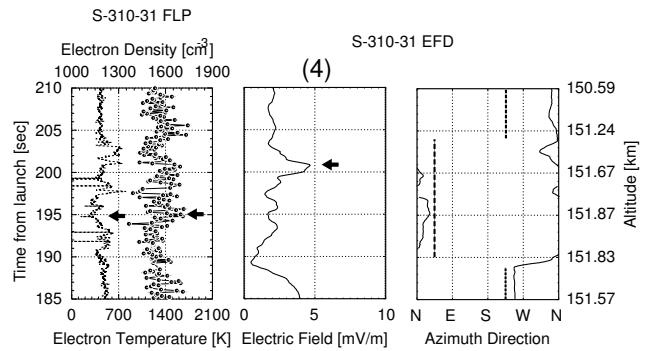 S-310-31 FLP
Electron Density [cm-3]
1000 1300 1600 1900
S-310-31 EFD
(4)
210
205
200
195
190
185
Time from launch [sec]
0 700 1400 2100
Electron Temperature [K]
0 5 10
Electric Field [mV/m]
N E S W N
Azimuth Direction
150.59
151.24
151.67
151.87
151.83
151.57
Altitude [km]